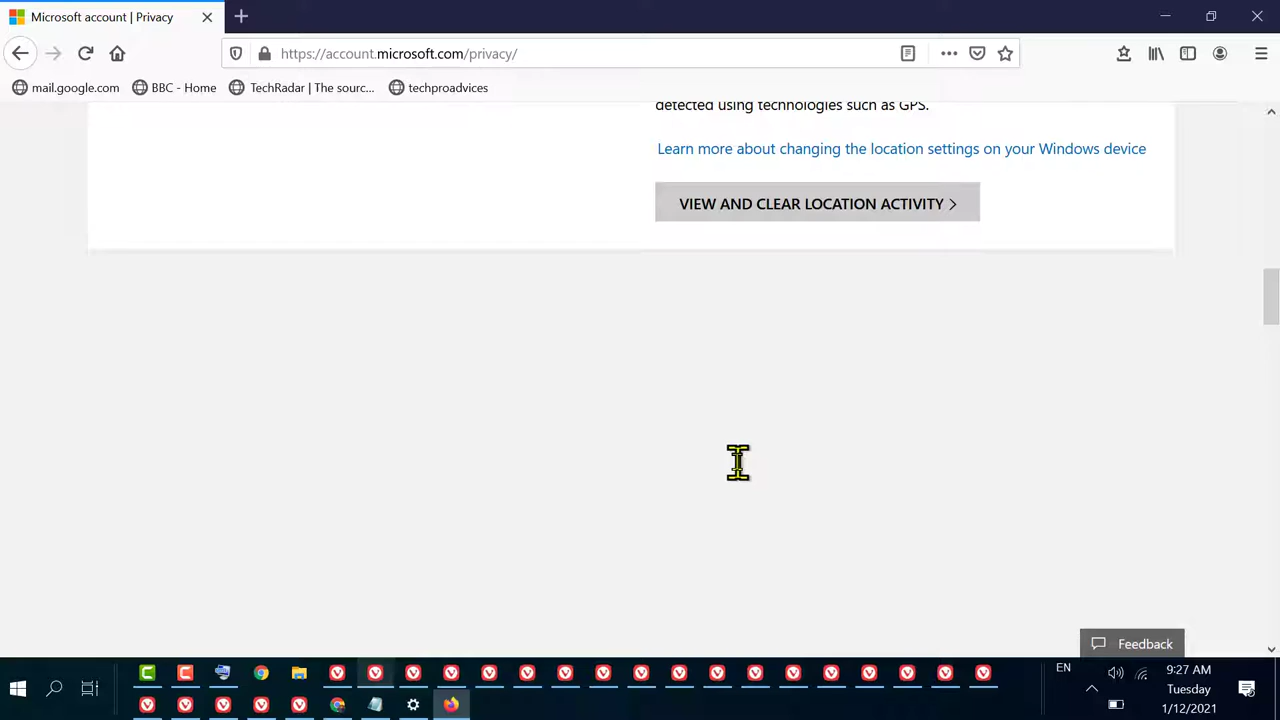 Microsoft account | Privacy
https://account.microsoft.com/privacy/
mail.google.com
BBC - Home
TechRadar | The sourc...
techproadvices
detected using technologies such as GPS.
Learn more about changing the location settings on your Windows device
VIEW AND CLEAR LOCATION ACTIVITY >
Feedback
EN
9:27 AM
Tuesday
1/12/2021